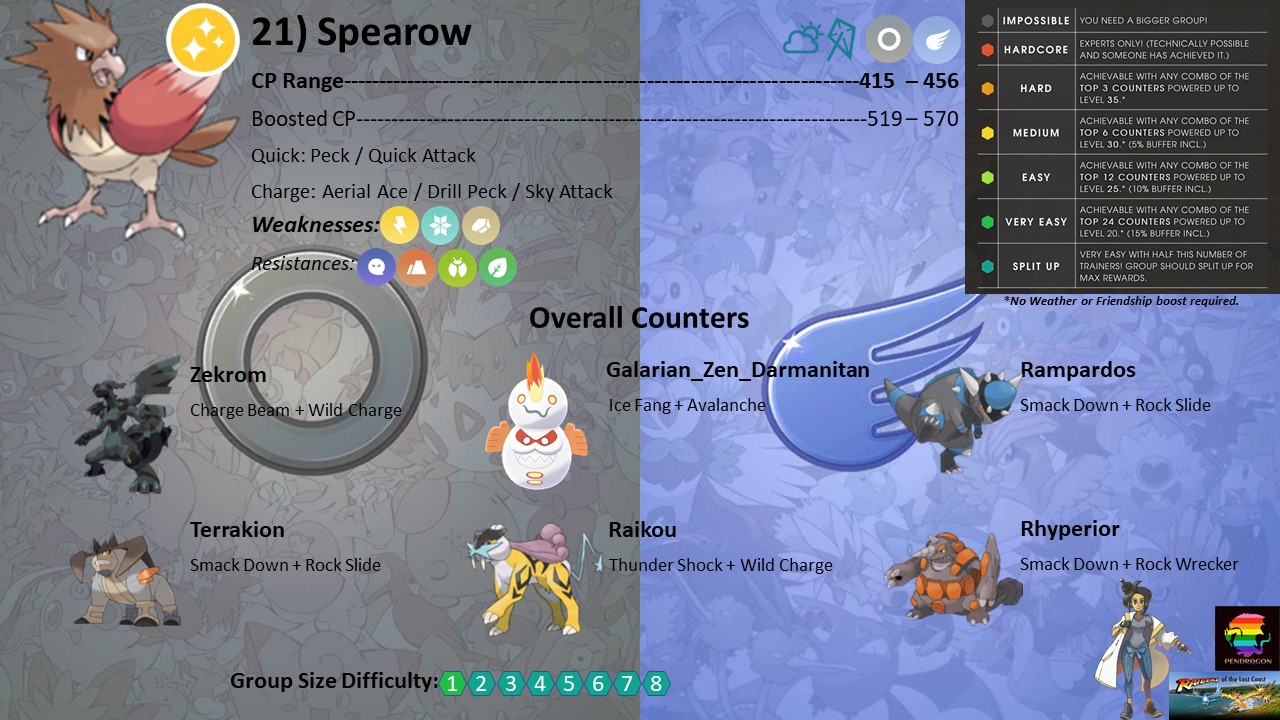 21) Spearow
CP Range-----------------------------------------------------------------------------415 – 456
Boosted CP---------------------------------------------------------------------------519 – 570
Quick: Peck / Quick Attack
Charge: Aerial Ace / Drill Peck / Sky Attack
Weaknesses:
Resistances:
IMPOSSIBLE
YOU NEED A BIGGER GROUP!
HARDCORE
EXPERTS ONLY! (TECHNICALLY POSSIBLE
AND SOMEONE HAS ACHIEVED IT.)
HARD
ACHIEVABLE WITH ANY COMBO OF THE
TOP 3 COUNTERS POWERED UP TO
LEVEL 35.*
MEDIUM
ACHIEVABLE WITH ANY COMBO OF THE
TOP 6 COUNTERS POWERED UP TO
LEVEL 30.* (5% BUFFER INCL.)
EASY
ACHIEVABLE WITH ANY COMBO OF THE
TOP 12 COUNTERS POWERED UP TO
LEVEL 25.* (10% BUFFER INCL.)
VERY EASY
ACHIEVABLE WITH ANY COMBO OF THE
TOP 24 COUNTERS POWERED UP TO
LEVEL 20.* (15% BUFFER INCL.)
SPLIT UP
VERY EASY WITH HALF THIS NUMBER OF
TRAINERS! GROUP SHOULD SPLIT UP FOR
MAX REWARDS.
*No Weather or Friendship boost required.
Overall Counters
Zekrom
Charge Beam + Wild Charge
Galarian_Zen_Darmanitan
Ice Fang + Avalanche
Rampardos
Smack Down + Rock Slide
Terrakion
Smack Down + Rock Slide
Raikou
Thunder Shock + Wild Charge
Rhyperior
Smack Down + Rock Wrecker
Group Size Difficulty: 1 2 3 4 5 6 7 8
PENDRAGON
RAIDERS of the Lost Coast